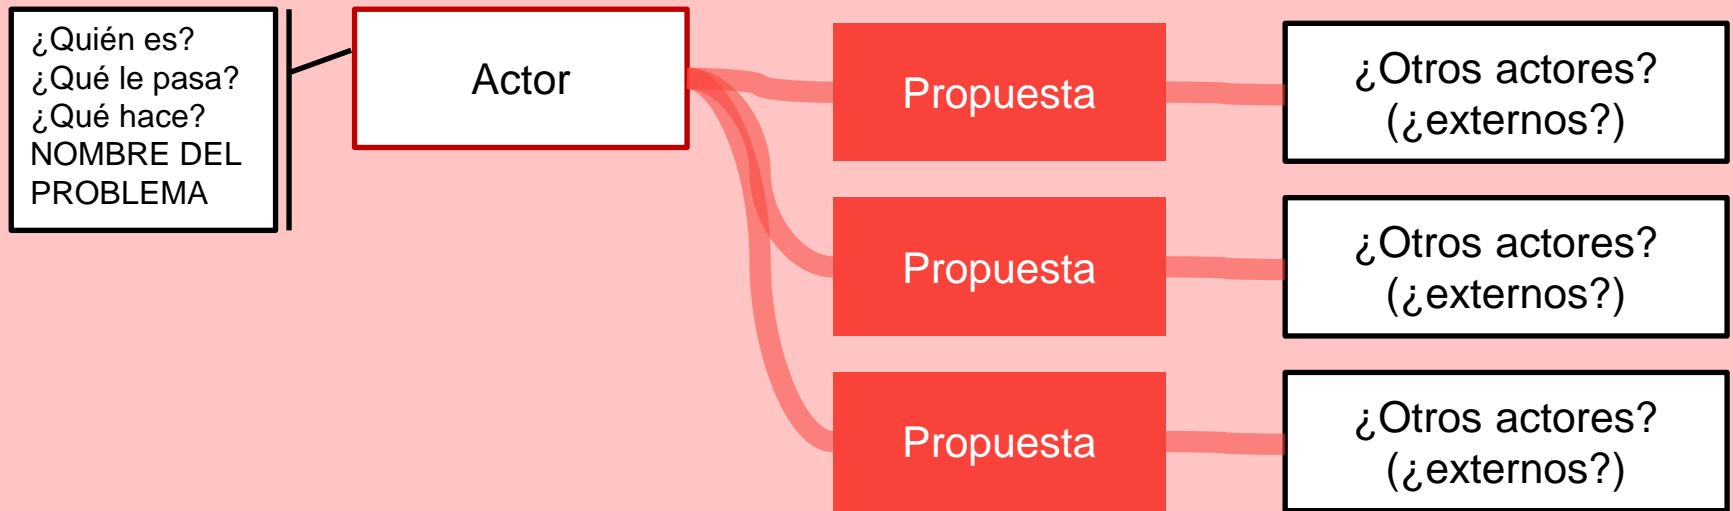 ¿Quién es?
¿Qué le pasa?
¿Qué hace?
NOMBRE DEL
PROBLEMA
Actor
Propuesta
¿Otros actores?
(¿externos?)
Propuesta
¿Otros actores?
(¿externos?)
Propuesta
¿Otros actores?
(¿externos?)